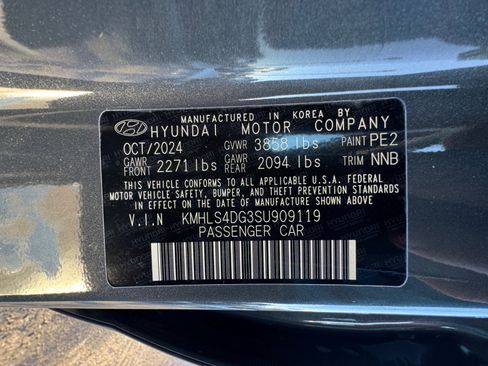 MANUFACTURED IN KOREA BY
HYUNDAI MOTOR COMPANY
OCT/2024 GVWR 3858 lbs PAINT PE2
GAWR FRONT 2271 lbs GAWR REAR 2094 lbs TRIM NNB
THIS VEHICLE CONFORMS TO ALL APPLICABLE U.S.A. FEDERAL
MOTOR VEHICLE SAFETY, BUMPER, AND THEFT PREVENTION
STANDARDS IN EFFECT ON THE DATE OF MANUFACTURE SHOWN ABOVE.
V.I.N KMHLS4DG3SU909119
PASSENGER CAR